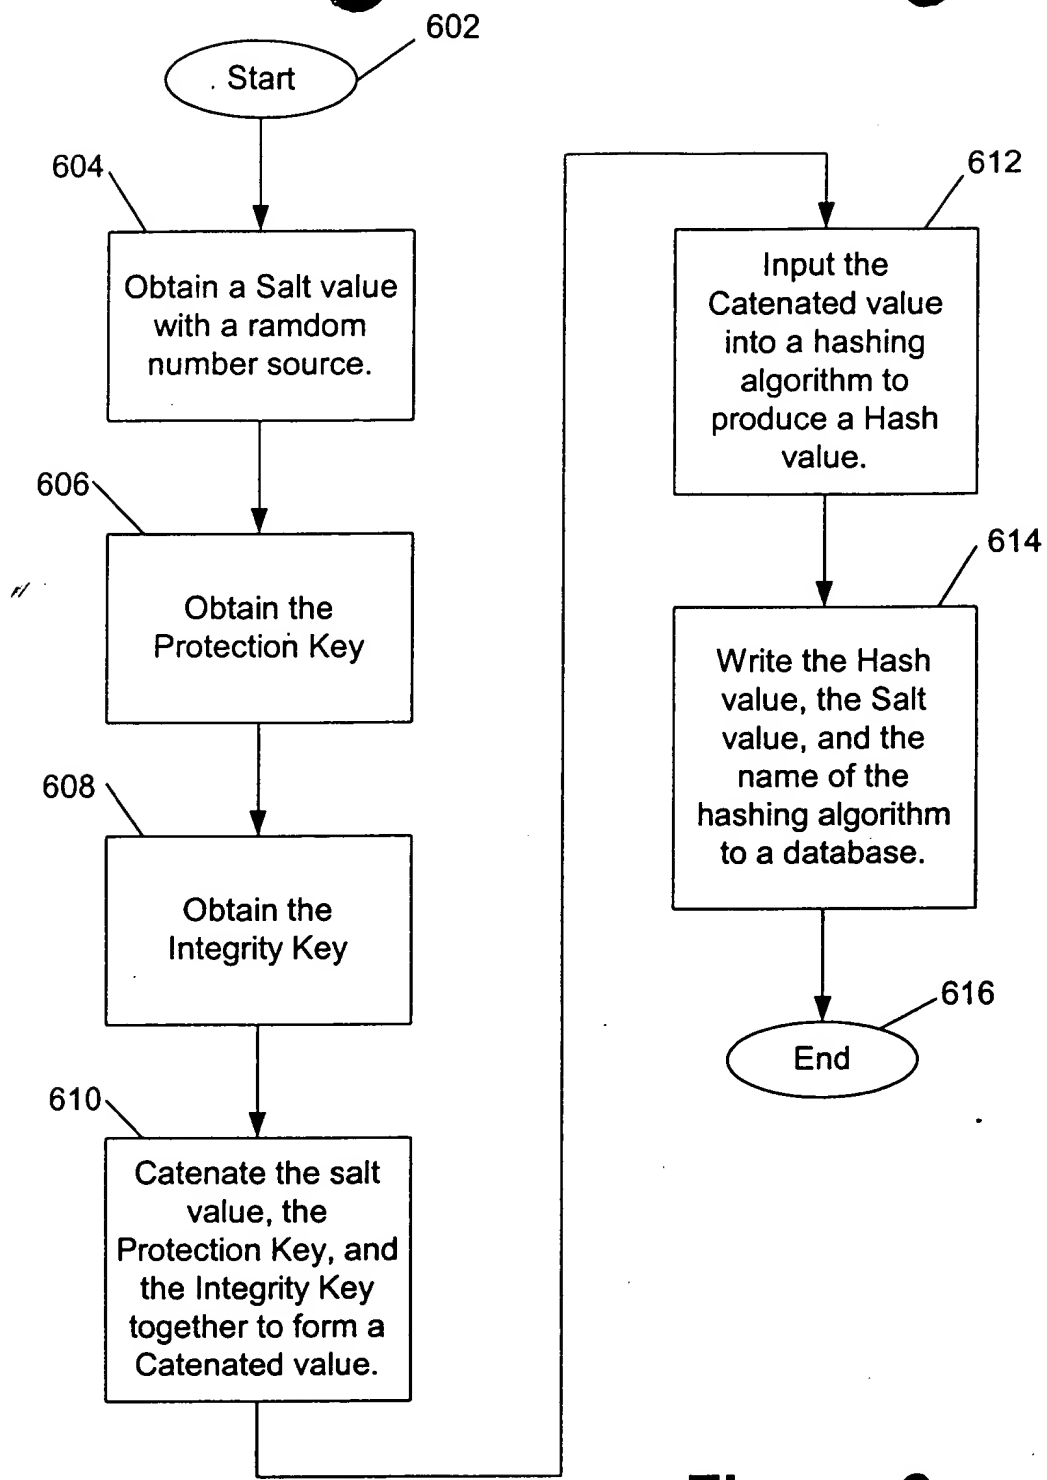 602
Start
604
Obtain a Salt value
with a ramdom
number source.
606
Obtain the
Protection Key
608
Obtain the
Integrity Key
610
Catenate the salt
value, the
Protection Key, and
the Integrity Key
together to form a
Catenated value.
612
Input the
Catenated value
into a hashing
algorithm to
produce a Hash
value.
614
Write the Hash
value, the Salt
value, and the
name of the
hashing algorithm
to a database.
616
End